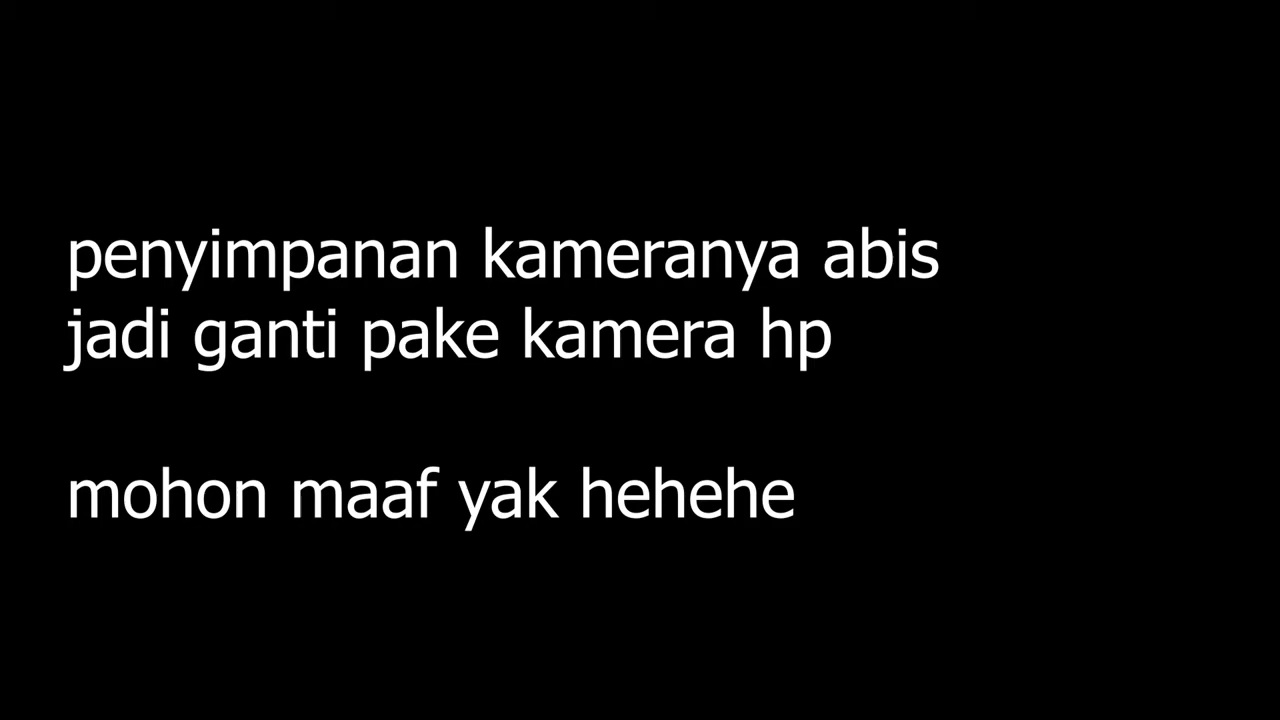 penyimpanan kameranya abis
jadi ganti pake kamera hp
mohon maaf yak hehehe